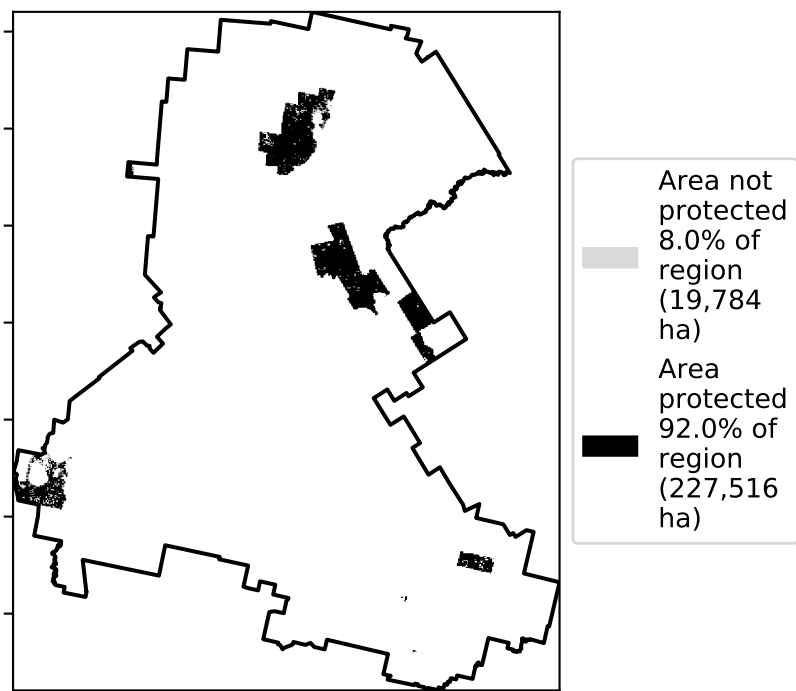 Area not
protected
8.0% of
region
(19,784
ha)
Area
protected
92.0% of
region
(227,516
ha)